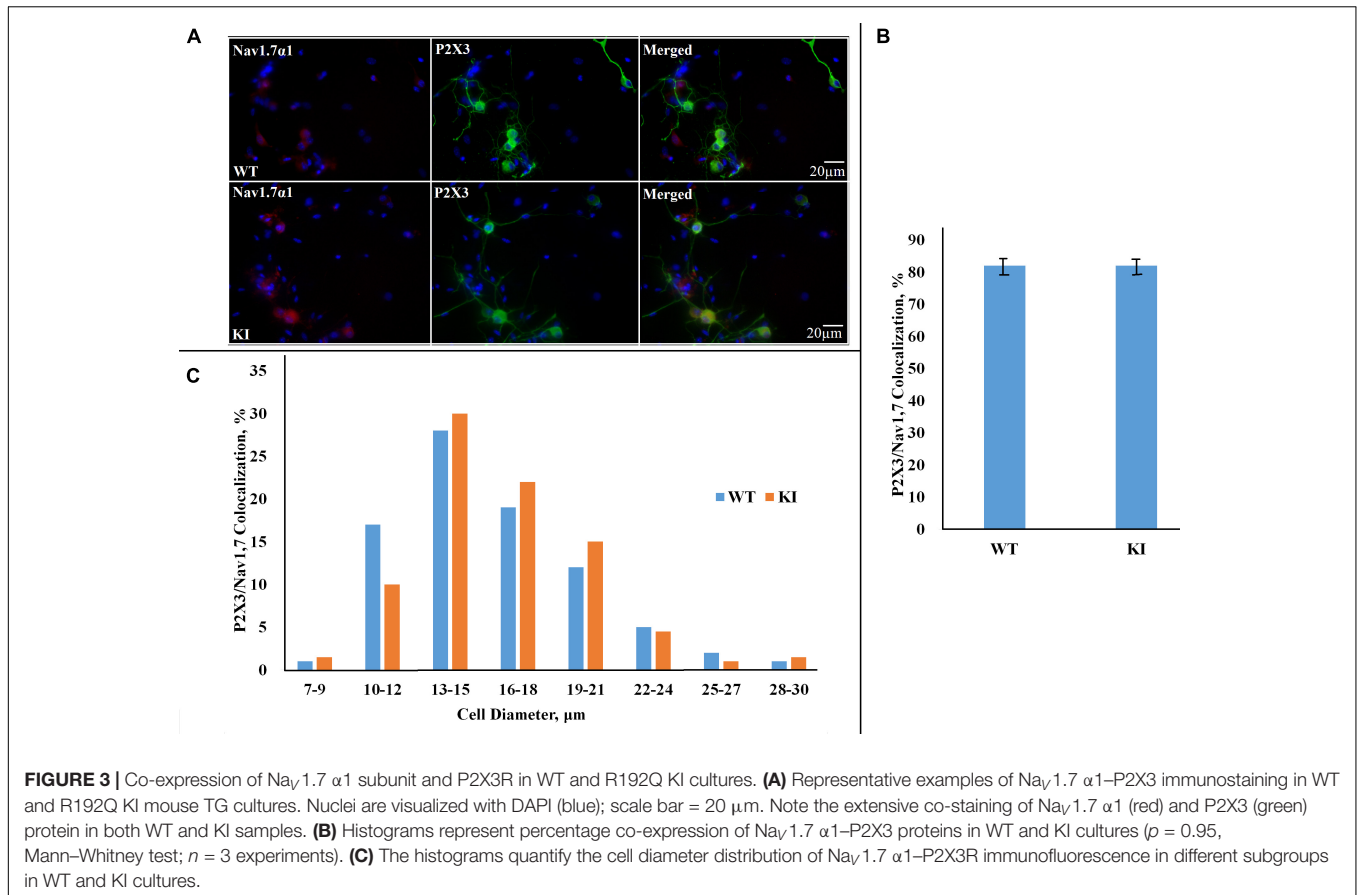 A
Nav1.7α1
P2X3
Merged
WT
20μm
Nav1.7α1
P2X3
Merged
KI
20μm
B
P2X3/Nav1,7 Colocalization, %
90
80
70
60
50
40
30
20
10
0
WT
KI
C
P2X3/Nav1,7 Colocalization, %
35
30
25
20
15
10
5
0
WT KI
7-9 10-12 13-15 16-18 19-21 22-24 25-27 28-30
Cell Diameter, μm
FIGURE 3 | Co-expression of NaV1.7 α1 subunit and P2X3R in WT and R192Q KI cultures. (A) Representative examples of NaV1.7 α1–P2X3 immunostaining in WT
and R192Q KI mouse TG cultures. Nuclei are visualized with DAPI (blue); scale bar = 20 μm. Note the extensive co-staining of NaV1.7 α1 (red) and P2X3 (green)
protein in both WT and KI samples. (B) Histograms represent percentage co-expression of NaV1.7 α1–P2X3 proteins in WT and KI cultures (p = 0.95,
Mann–Whitney test; n = 3 experiments). (C) The histograms quantify the cell diameter distribution of NaV1.7 α1–P2X3R immunofluorescence in different subgroups
in WT and KI cultures.